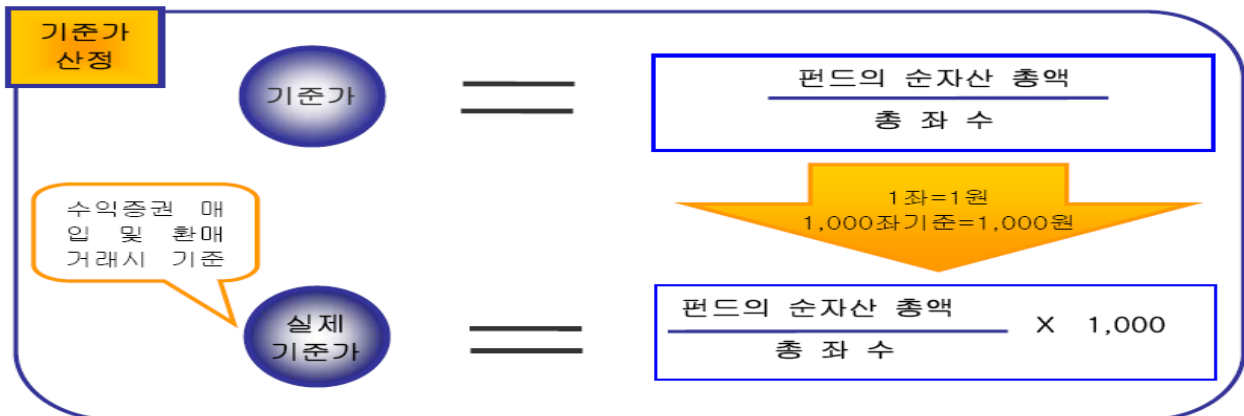 기준가
산정
기준가
펀드의 순자산 총액
총 좌 수
1좌=1원
1,000좌기준=1,000원
수익증권 매
입 및 환매
거래시 기준
실제
기준가
펀드의 순자산 총액
총 좌 수
X 1,000